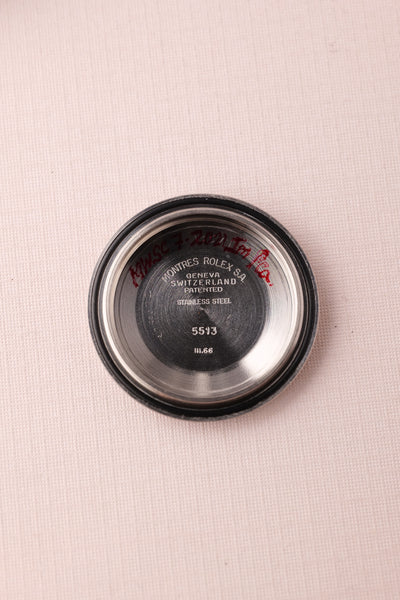 MONTRES ROLEX S.A.
GENEVA
SWITZERLAND
PATENTED
STAINLESS STEEL
5513
III.66